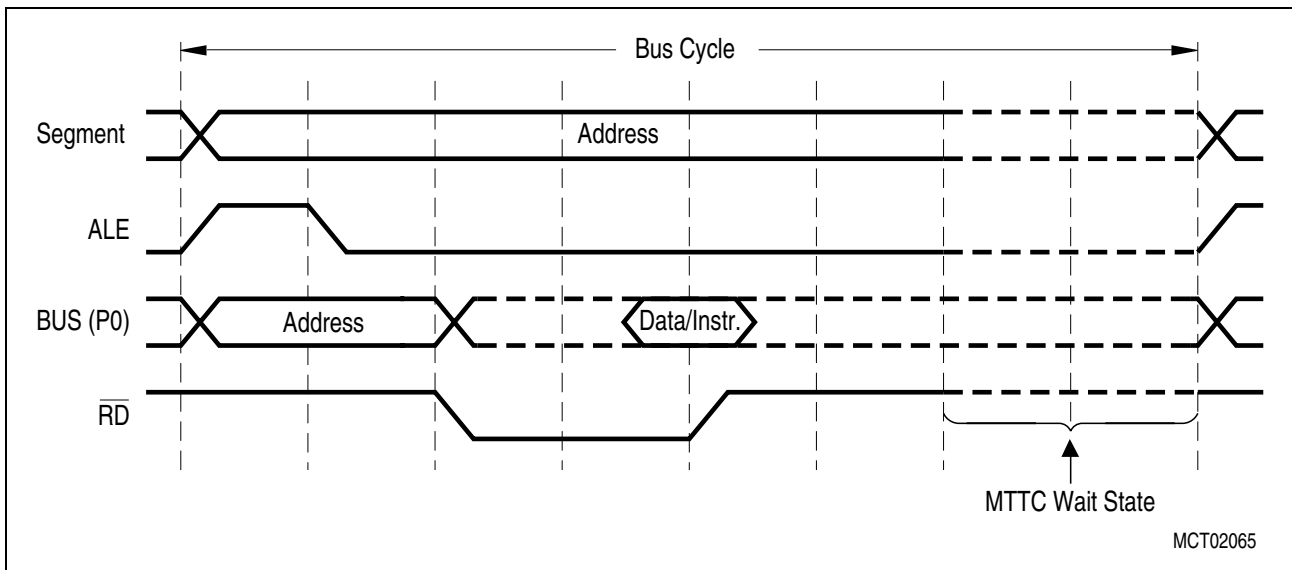 Bus Cycle
Segment
Address
ALE
BUS (P0)
Address
Data/Instr.
RD
MTTC Wait State
MCT02065